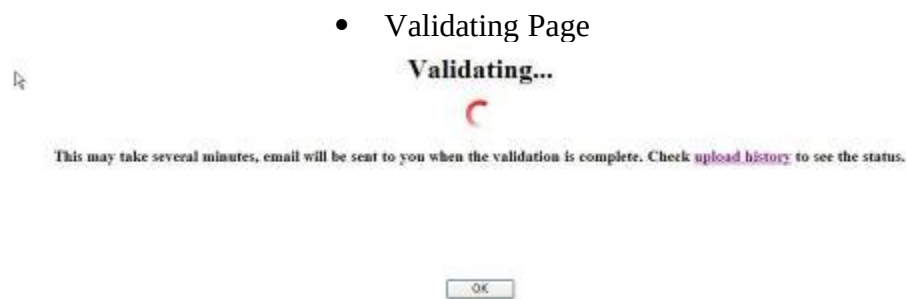 • Validating Page
Validating...
This may take several minutes, email will be sent to you when the validation is complete. Check upload history to see the status.
OK